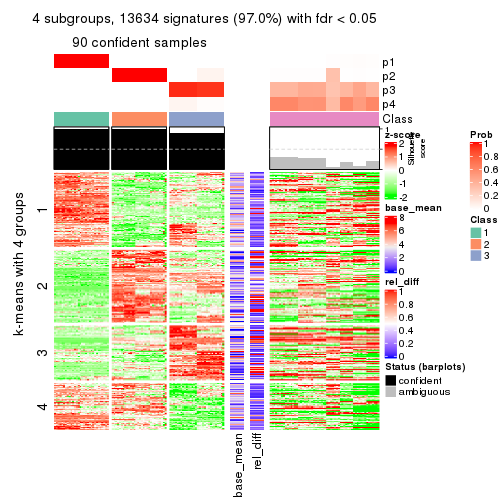 4 subgroups, 13634 signatures (97.0%) with fdr < 0.05
90 confident samples
p1
p2
p3
p4
Class
1
Silhouette
score
z-score
2
1
0
-1
-2
base_mean
8
6
4
2
0
rel_diff
1
0.8
0.6
0.4
0.2
0
Status (barplots)
confident
ambiguous
Prob
1
0.8
0.6
0.4
0.2
0
Class
1
2
3
k-means with 4 groups
1
2
3
4
base_mean
rel_diff